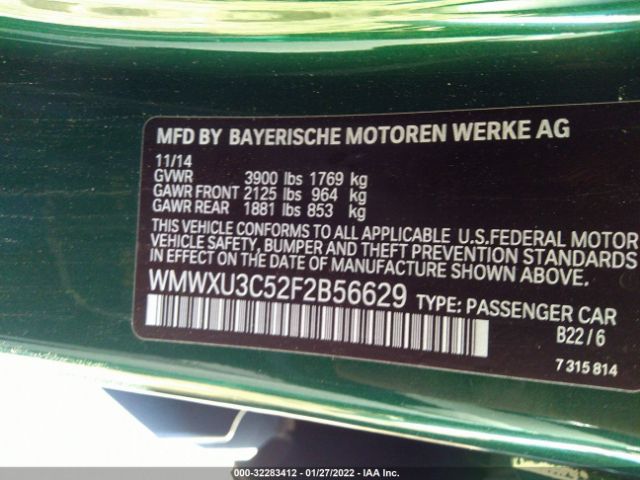 MFD BY BAYERISCHE MOTOREN WERKE AG
11/14
GVWR 3900 lbs 1769 kg
GAWR FRONT 2125 lbs 964 kg
GAWR REAR 1881 lbs 853 kg
THIS VEHICLE CONFORMS TO ALL APPLICABLE U.S.FEDERAL MOTOR
VEHICLE SAFETY, BUMPER AND THEFT PREVENTION STANDARDS
IN EFFECT ON THE DATE OF MANUFACTURE SHOWN ABOVE.
WMWXU3C52F2B56629 TYPE: PASSENGER CAR
B22/6
7 315 814
000-32283412 - 01/27/2022 - IAA Inc.